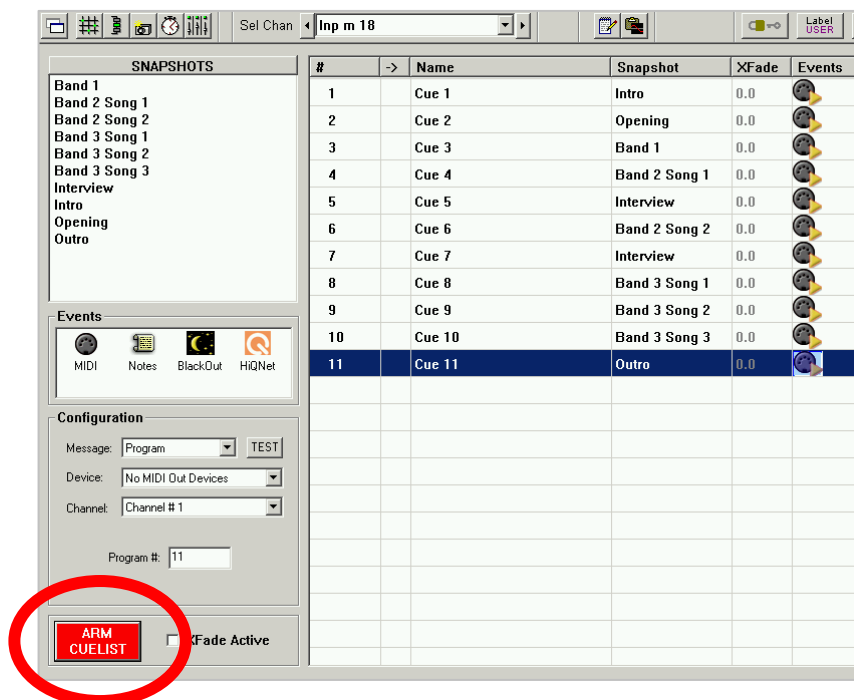 Sel Chan Inp m 18 Label USER
SNAPSHOTS
Band 1
Band 2 Song 1
Band 2 Song 2
Band 3 Song 1
Band 3 Song 2
Band 3 Song 3
Interview
Intro
Opening
Outro
Events
MIDI Notes BlackOut HiQNet
Configuration
Message: Program TEST
Device: No MIDI Out Devices
Channel: Channel # 1
Program #: 11
ARM CUELIST
XFade Active
# -> Name Snapshot XFade Events
1 Cue 1 Intro 0.0
2 Cue 2 Opening 0.0
3 Cue 3 Band 1 0.0
4 Cue 4 Band 2 Song 1 0.0
5 Cue 5 Interview 0.0
6 Cue 6 Band 2 Song 2 0.0
7 Cue 7 Interview 0.0
8 Cue 8 Band 3 Song 1 0.0
9 Cue 9 Band 3 Song 2 0.0
10 Cue 10 Band 3 Song 3 0.0
11 Cue 11 Outro 0.0